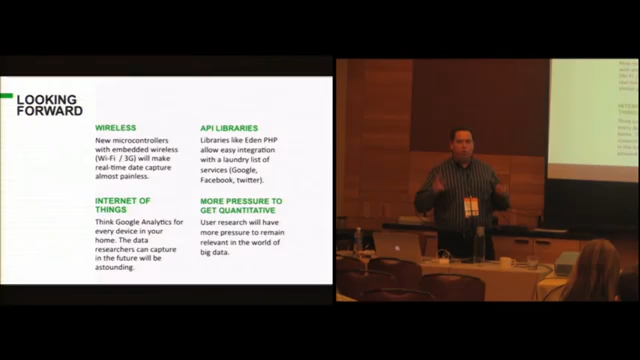 LOOKING
FORWARD
WIRELESS
New microcontrollers
with embedded wireless
(Wi-Fi / 3G) will make
real-time date capture
almost painless.
API LIBRARIES
Libraries like Eden PHP
allow easy integration
with a laundry list of
services (Google,
Facebook, twitter).
INTERNET OF
THINGS
Think Google Analytics for
every device in your
home. The data
researchers can capture
in the future will be
astounding.
MORE PRESSURE TO
GET QUANTITATIVE
User research will have
more pressure to remain
relevant in the world of
big data.